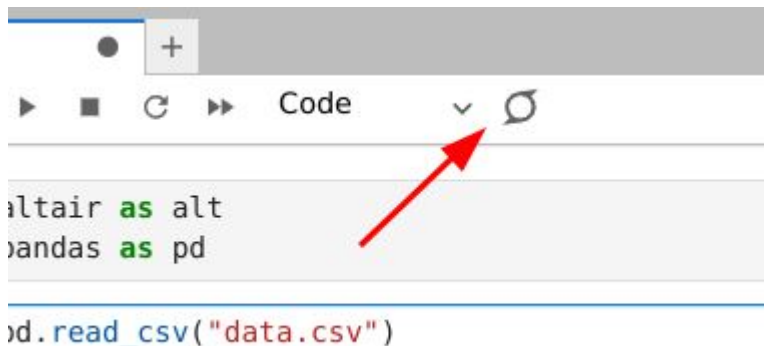 Code
altair as alt
pandas as pd
pd.read_csv("data.csv")